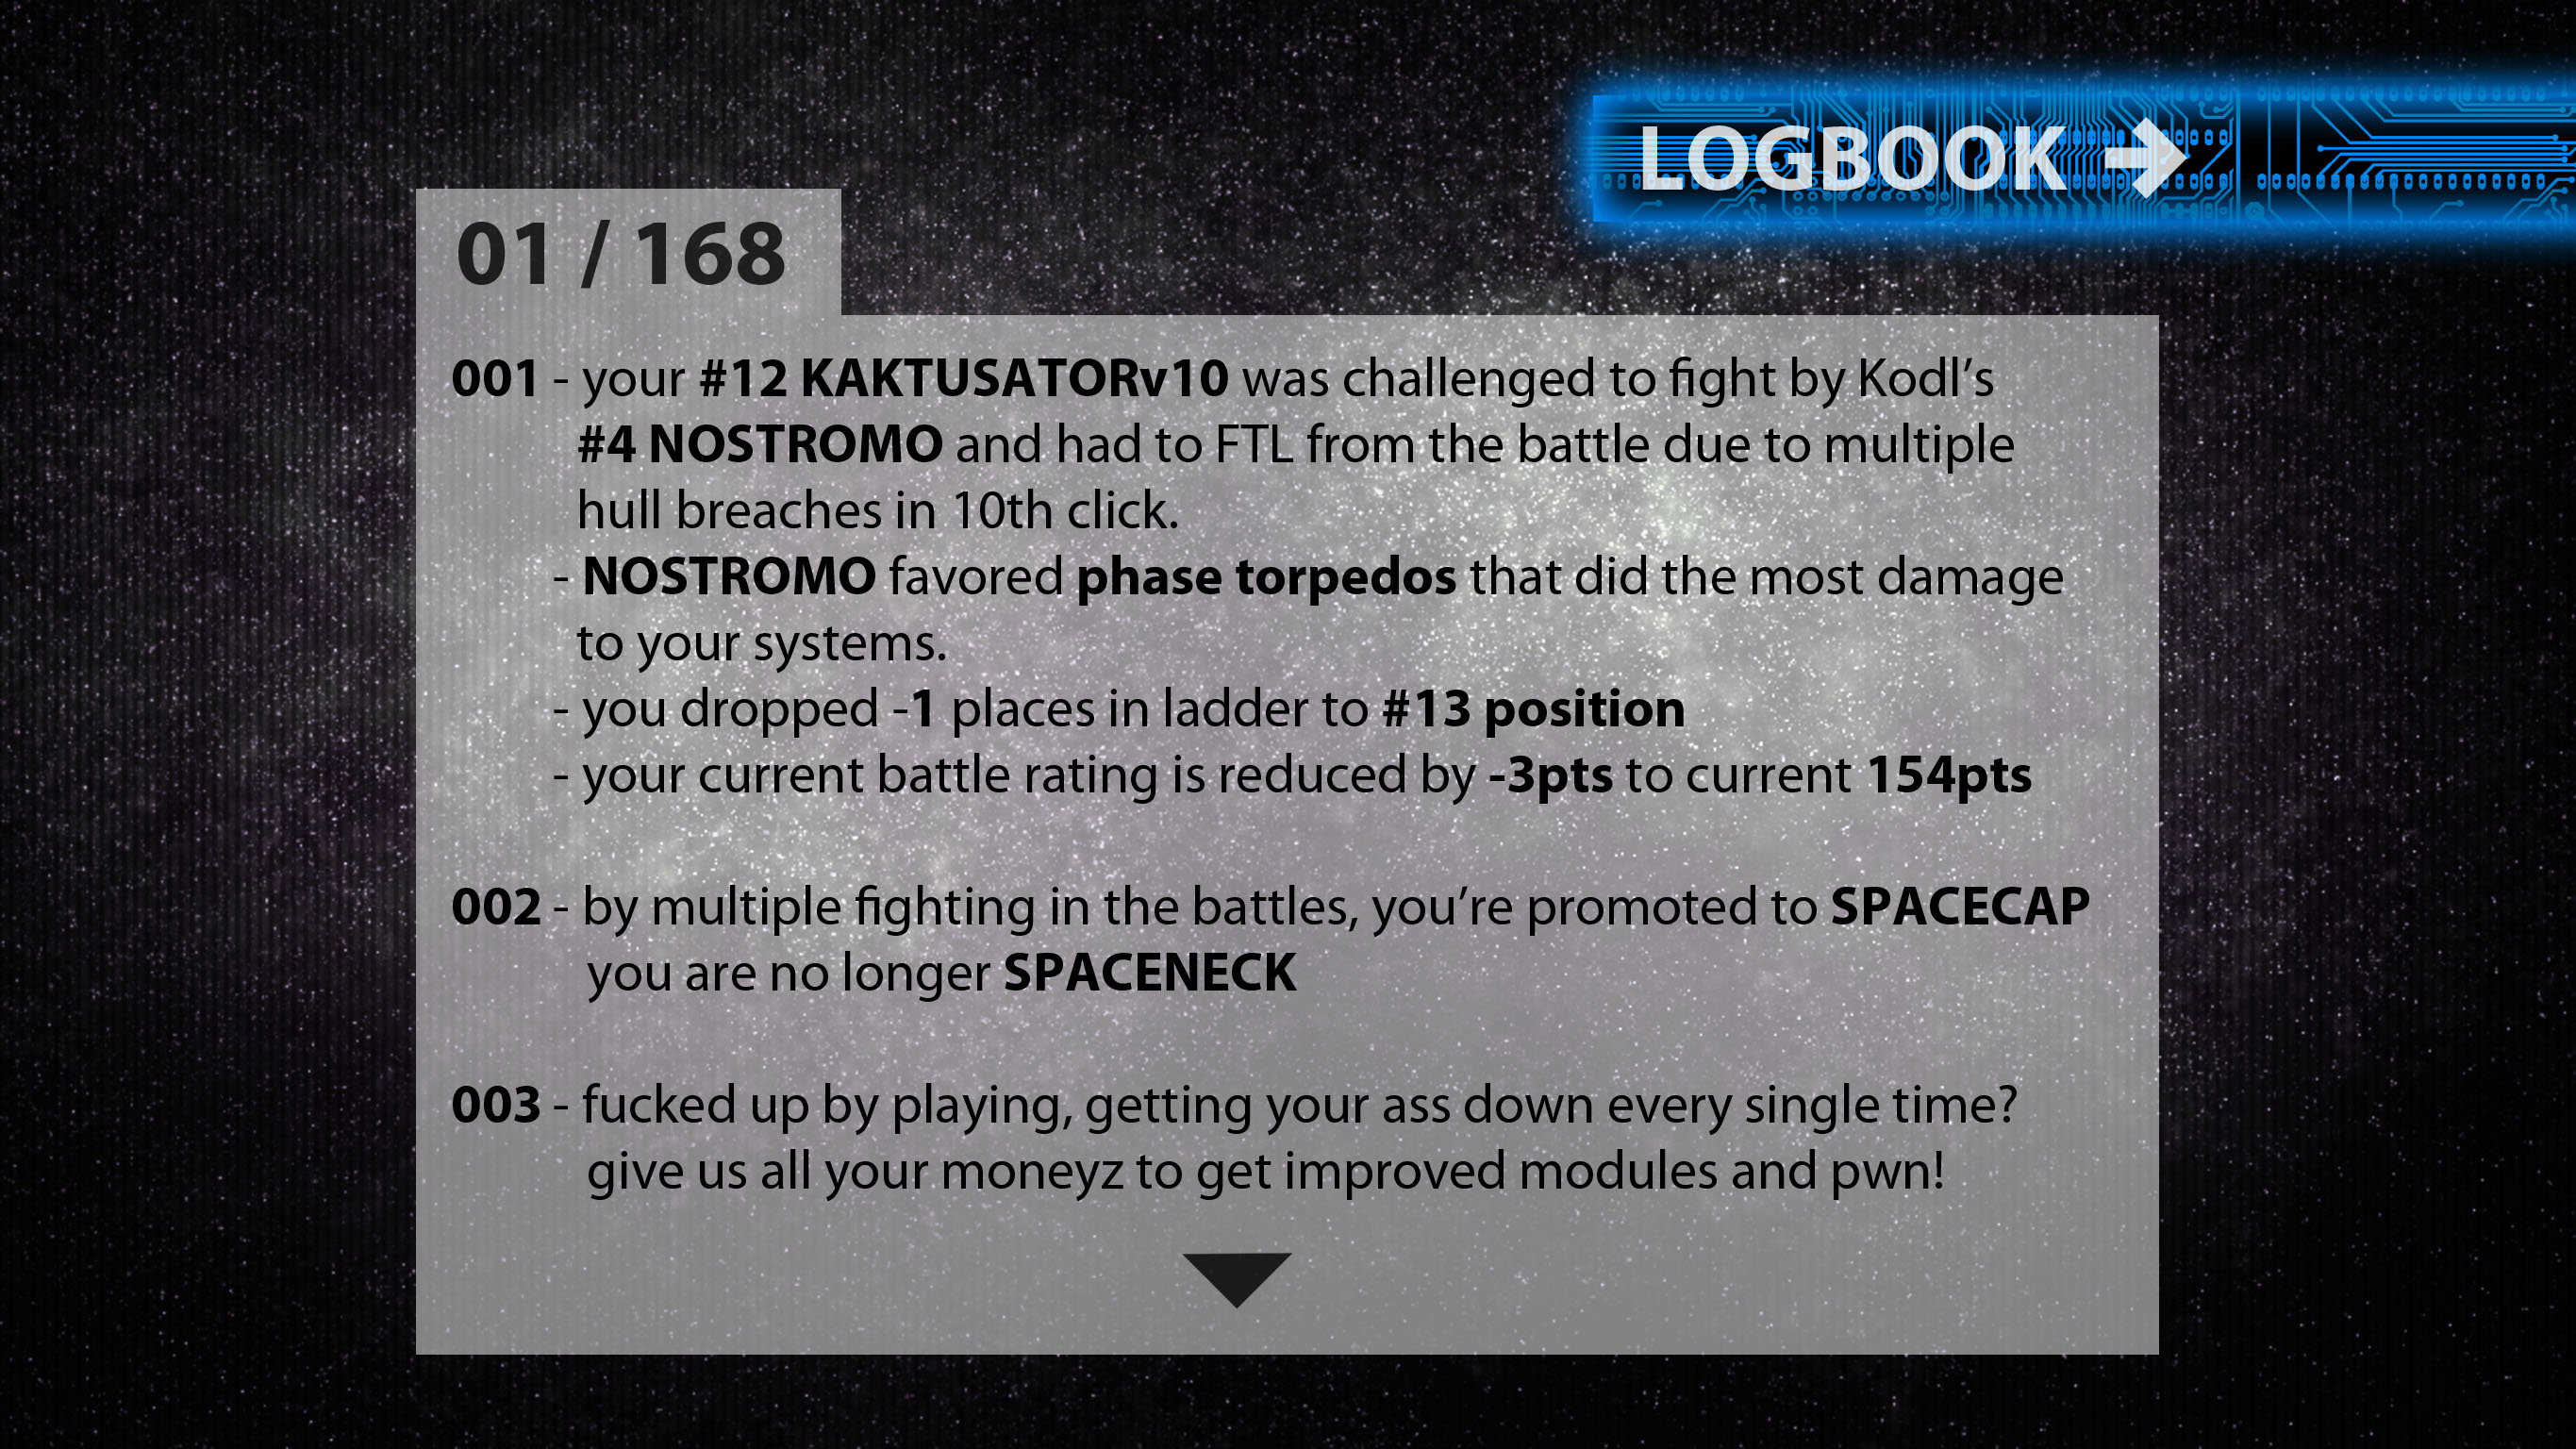 LOGBOOK →
01 / 168
001 - your #12 KAKTUSATORv10 was challenged to fight by Kodl’s
#4 NOSTROMO and had to FTL from the battle due to multiple
hull breaches in 10th click.
- NOSTROMO favored phase torpedos that did the most damage
to your systems.
- you dropped -1 places in ladder to #13 position
- your current battle rating is reduced by -3pts to current 154pts
002 - by multiple fighting in the battles, you’re promoted to SPACECAP
you are no longer SPACENECK
003 - fucked up by playing, getting your ass down every single time?
give us all your moneyz to get improved modules and pwn!